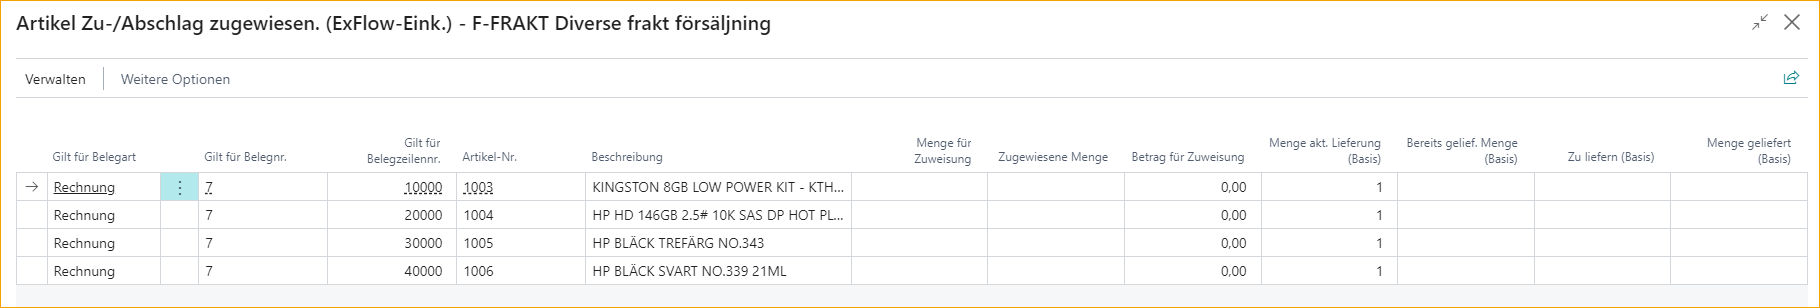 Artikel Zu-/Abschlag zugewiesen. (ExFlow-Eink.) - F-FRAKT Diverse frakt försäljning
Verwalten Weitere Optionen
Gilt für Belegart Gilt für Belegnr. Gilt für Belegzeilennr. Artikel-Nr. Beschreibung Menge für Zuweisung Zugewiesene Menge Betrag für Zuweisung Menge akt. Lieferung (Basis) Bereits gelief. Menge (Basis) Zu liefern (Basis) Menge geliefert (Basis)
Rechnung 7 10000 1003 KINGSTON 8GB LOW POWER KIT - KTH... 0,00 1
Rechnung 7 20000 1004 HP HD 146GB 2.5# 10K SAS DP HOT PL... 0,00 1
Rechnung 7 30000 1005 HP BLÄCK TREFÄRG NO.343 0,00 1
Rechnung 7 40000 1006 HP BLÄCK SVART NO.339 21ML 0,00 1